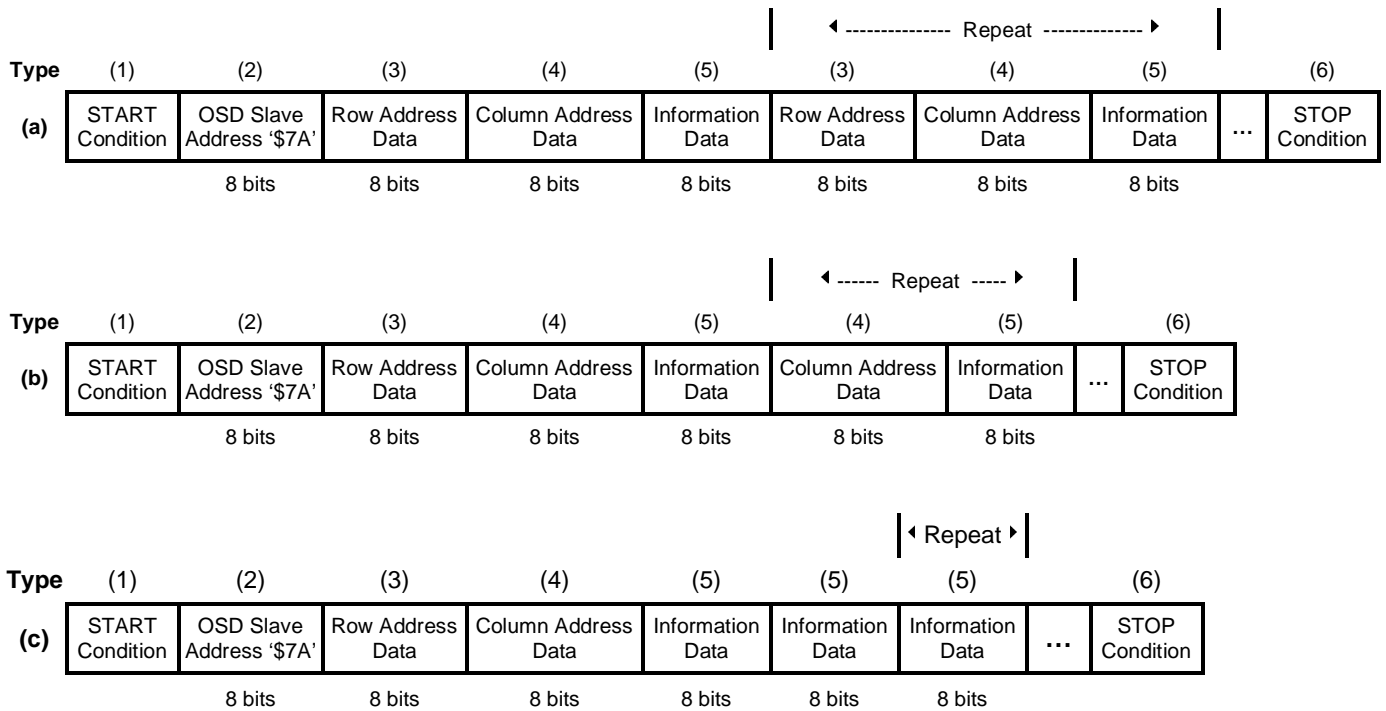 ◄ --------------- Repeat -------------- ►
Type (1) (2) (3) (4) (5) (3) (4) (5) (6)
(a) START Condition OSD Slave Address ‘$7A’ Row Address Data Column Address Data Information Data Row Address Data Column Address Data Information Data ... STOP Condition
8 bits 8 bits 8 bits 8 bits 8 bits 8 bits 8 bits
◄ ------ Repeat ----- ►
Type (1) (2) (3) (4) (5) (4) (5) (6)
(b) START Condition OSD Slave Address ‘$7A’ Row Address Data Column Address Data Information Data Column Address Data Information Data ... STOP Condition
8 bits 8 bits 8 bits 8 bits 8 bits 8 bits
◄ Repeat ►
Type (1) (2) (3) (4) (5) (5) (5) (6)
(c) START Condition OSD Slave Address ‘$7A’ Row Address Data Column Address Data Information Data Information Data Information Data ... STOP Condition
8 bits 8 bits 8 bits 8 bits 8 bits 8 bits